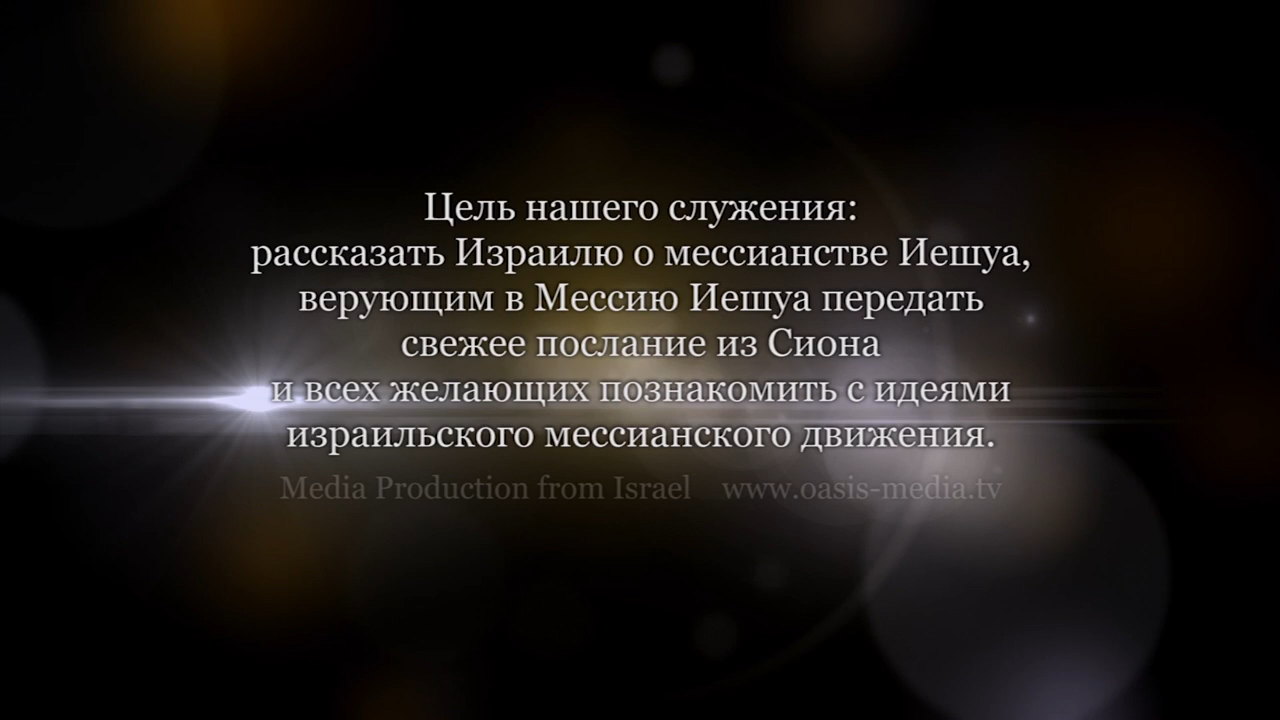 Цель нашего служения:
рассказать Израилю о мессианстве Иешуа,
верующим в Мессию Иешуа передать
свежее послание из Сиона
и всех желающих познакомить с идеями
израильского мессианского движения.
Media Production from Israel www.oasis-media.tv